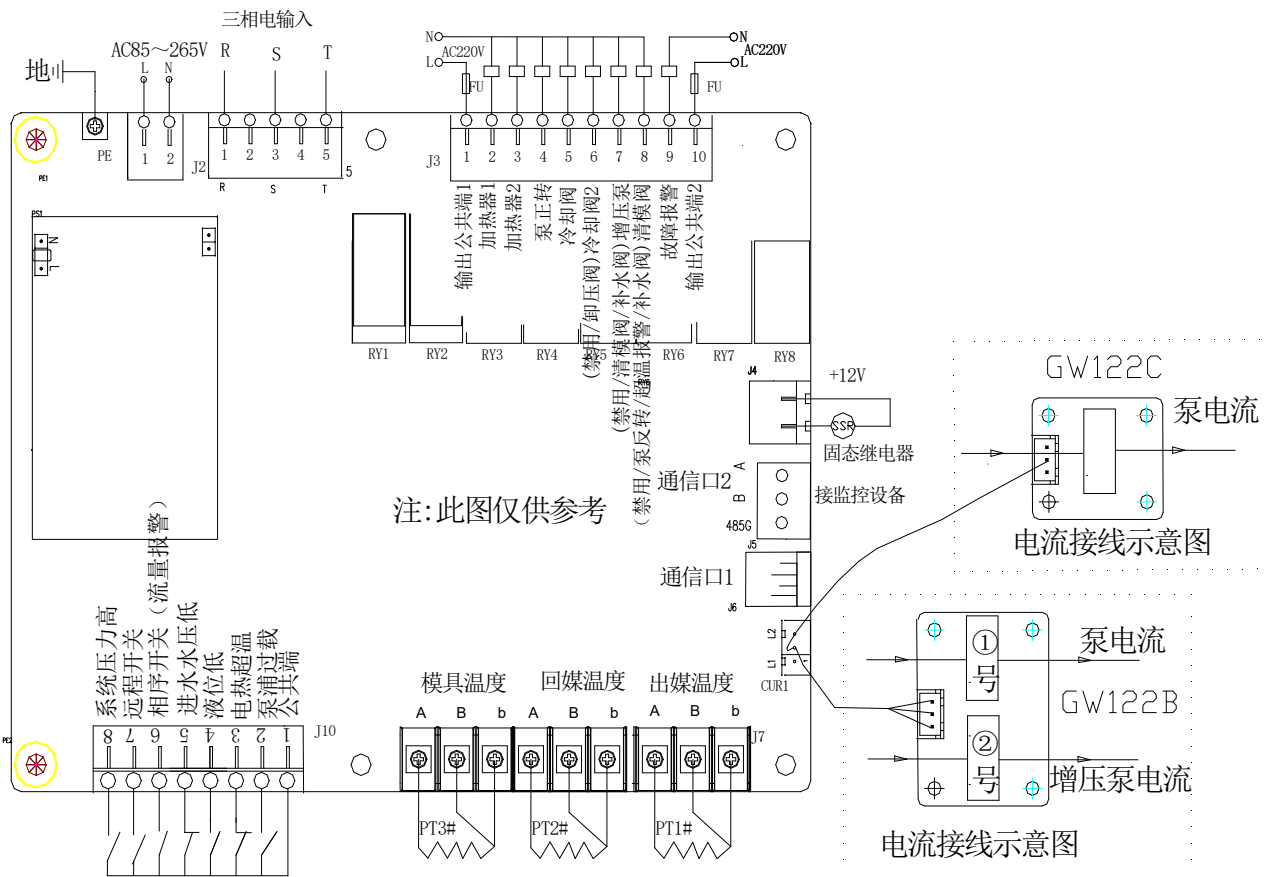 三相电输入
AC85～265V
R
S
T
L
N
地
PE
N
AC220V
L
FU
N
AC220V
L
FU
1 2
J2
1 2 3 4 5
R S T
5
J3
1 2 3 4 5 6 7 8 9 10
输出公共端1
加热器1
加热器2
泵正转
冷却阀
(禁用/卸压阀)冷却阀2
(禁用/清模阀/补水阀)增压泵
(禁用/泵反转/超温报警/补水阀)清模阀
故障报警
输出公共端2
PE1
PS1
N
L
RY1
RY2
RY3
RY4
RY5
RY6
RY7
RY8
J4
+12V
SSR
固态继电器
通信口2
A
B
485G
接监控设备
J5
注:此图仅供参考
通信口1
J6
L2
L1
CUR1
GW122C
泵电流
电流接线示意图
①号
泵电流
GW122B
②号
增压泵电流
电流接线示意图
系统压力高
远程开关
相序开关(流量报警)
进水水压低
液位低
电热超温
泵浦过载
公共端
8 7 6 5 4 3 2 1
J10
PE2
模具温度
回媒温度
出媒温度
A B b A B b A B b
J7
PT3#
PT2#
PT1#